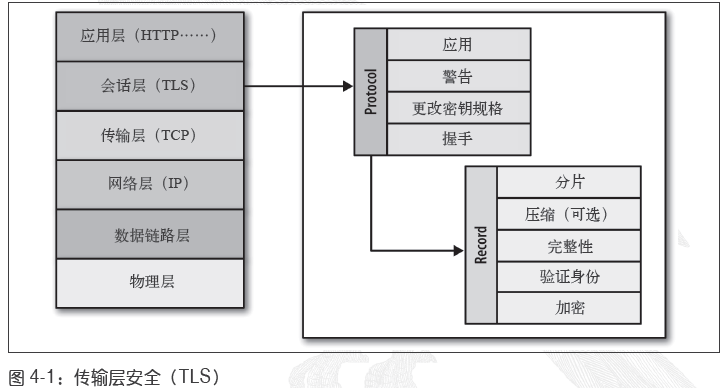 应用层（HTTP……）
会话层（TLS）
传输层（TCP）
网络层（IP）
数据链路层
物理层
Protocol
应用
警告
更改密钥规格
握手
Record
分片
压缩（可选）
完整性
验证身份
加密
图 4-1：传输层安全（TLS）